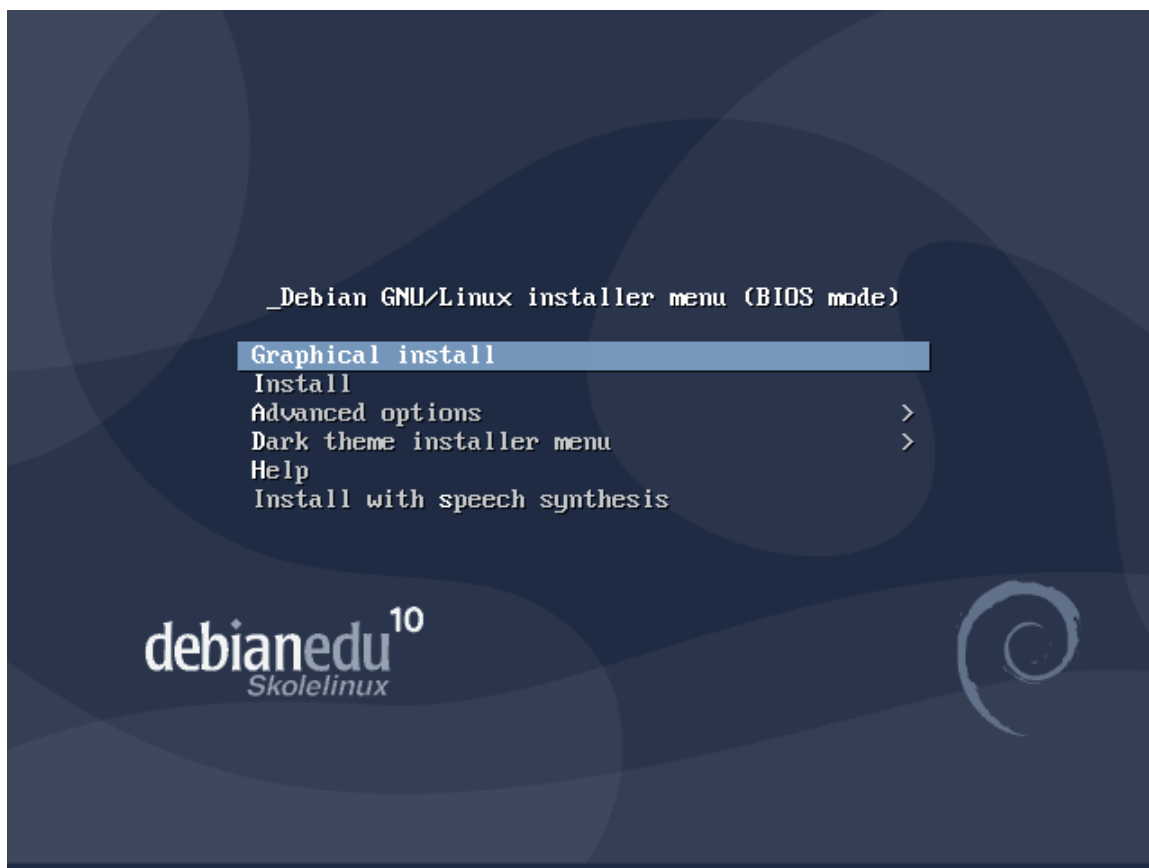 _Debian GNU/Linux installer menu (BIOS mode)
Graphical install
Install
Advanced options >
Dark theme installer menu >
Help
Install with speech synthesis
debianedu 10
Skolelinux